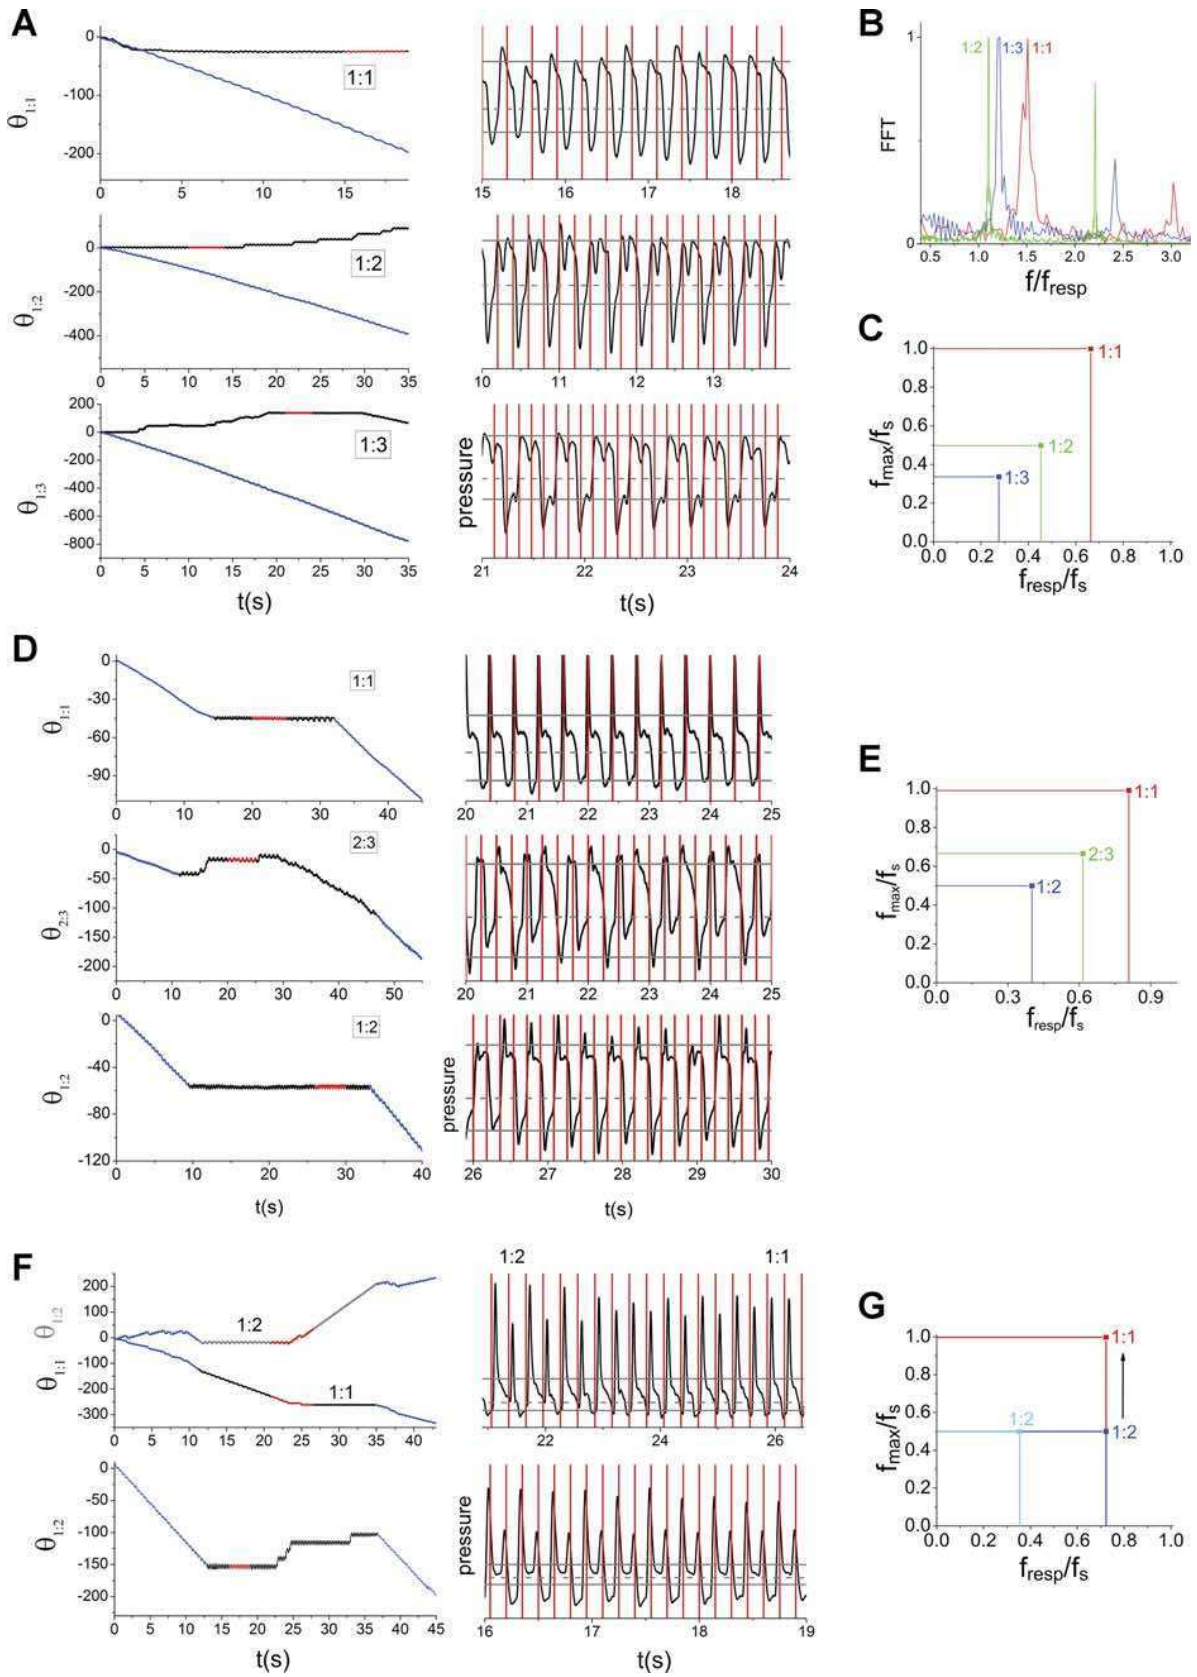 A
0
-100
-200
θ1:1
1:1
0 5 10 15
15 16 17 18
200
0
-200
-400
θ1:2
1:2
0 5 10 15 20 25 30 35
10 11 12 13
200
0
-200
-400
-600
-800
θ1:3
1:3
0 5 10 15 20 25 30 35
t(s)
pressure
21 22 23 24
t(s)
B
1
0
FFT
1:2 1:3 1:1
0.5 1.0 1.5 2.0 2.5 3.0
f/fresp
C
1.0
0.8
0.6
0.4
0.2
0.0
fmax/fs
1:1
1:2
1:3
0.0 0.2 0.4 0.6 0.8 1.0
fresp/fs
D
0
-30
-60
-90
θ1:1
1:1
0 10 20 30 40
20 21 22 23 24 25
0
-50
-100
-150
-200
θ2:3
2:3
0 10 20 30 40 50
20 21 22 23 24 25
0
-40
-80
-120
θ1:2
1:2
0 10 20 30 40
t(s)
pressure
26 27 28 29 30
t(s)
E
1.0
0.8
0.6
0.4
0.2
0.0
fmax/fs
1:1
2:3
1:2
0.0 0.3 0.6 0.9
fresp/fs
F
200
100
0
-100
-200
-300
θ1:2
θ1:1
1:2
1:1
0 5 10 15 20 25 30 35 40
1:2 1:1
22 24 26
0
-50
-100
-150
-200
θ1:2
0 5 10 15 20 25 30 35 40 45
t(s)
pressure
16 17 18 19
t(s)
G
1.0
0.8
0.6
0.4
0.2
0.0
fmax/fs
1:1
1:2
1:2
0.0 0.2 0.4 0.6 0.8 1.0
fresp/fs